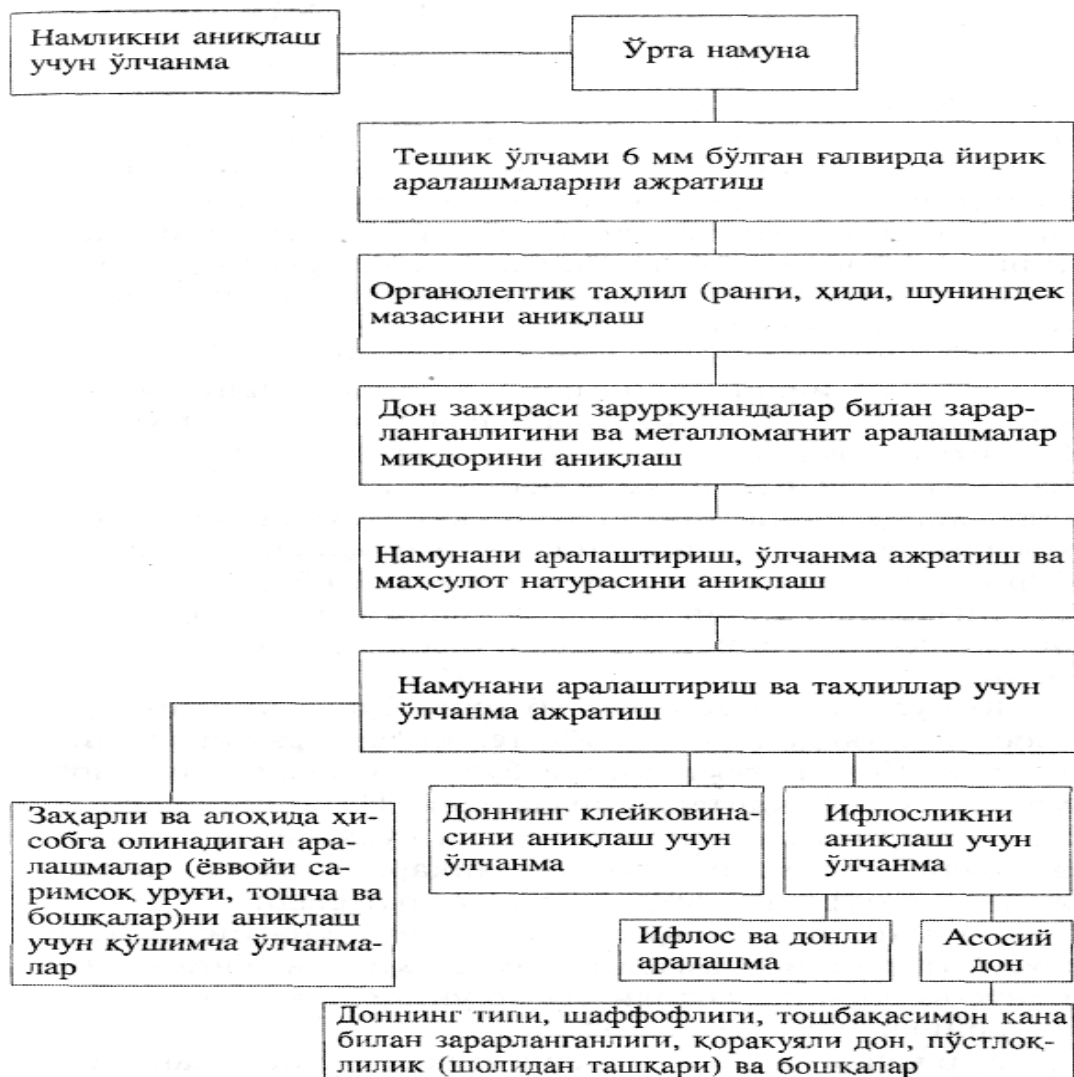 Намликни аниқлаш
учун ўлчанма
Ўрта намуна
Тешик ўлчами 6 мм бўлган ғалвирда йирик
аралашмаларни ажратиш
Органолептик таҳлил (ранги, ҳиди, шунингдек
мазасини аниқлаш
Дон захираси заруркунандалар билан зарар-
ланганлигини ва металломагнит аралашмалар
миқдорини аниқлаш
Намунани аралаштириш, ўлчанма ажратиш ва
маҳсулот натурасини аниқлаш
Намунани аралаштириш ва таҳлиллар учун
ўлчанма ажратиш
Заҳарли ва алоҳида ҳи-
собга олинадиган ара-
лашмалар (ёввойи са-
римсоқ уруғи, тошча ва
бошқалар)ни аниқлаш
учун қўшимча ўлчанма-
лар
Доннинг клейковина-
сини аниқлаш учун
ўлчанма
Ифлосликни
аниқлаш учун
ўлчанма
Ифлос ва донли
аралашма
Асосий
дон
Доннинг типи, шаффофлиги, тошбақасимон кана
билан зарарланганлиги, қоракуяли дон, пўстлоқ-
лилик (шолидан ташқари) ва бошқалар